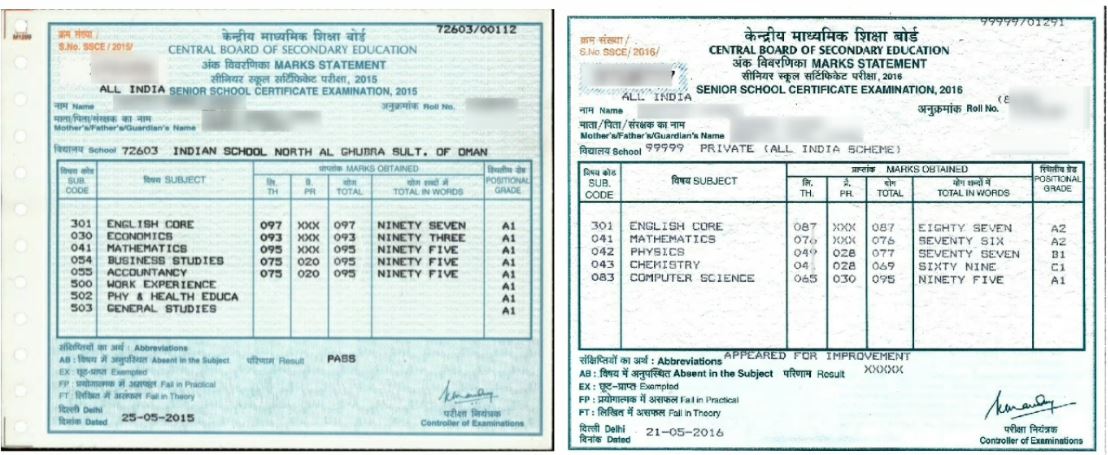 72603/00112
क्रम संख्या /
S.No. SSCE / 2015/
केन्द्रीय माध्यमिक शिक्षा बोर्ड
CENTRAL BOARD OF SECONDARY EDUCATION
अंक विवरणिका MARKS STATEMENT
सीनियर स्कूल सर्टिफिकेट परीक्षा, 2015
ALL INDIA SENIOR SCHOOL CERTIFICATE EXAMINATION, 2015
नाम Name अनुक्रमांक Roll No.
माता/पिता/संरक्षक का नाम
Mother's/Father's/Guardian's Name
विद्यालय School 72603 INDIAN SCHOOL NORTH AL GHUBRA SULT. OF OMAN
विषय कोड विषय SUBJECT प्राप्तांक MARKS OBTAINED स्थितीय ग्रेड
SUB. CODE लि. TH. प्रै. PR. योग TOTAL योग शब्दों में TOTAL IN WORDS POSITIONAL GRADE
301 ENGLISH CORE 097 XXX 097 NINETY SEVEN A1
030 ECONOMICS 093 XXX 093 NINETY THREE A1
041 MATHEMATICS 095 XXX 095 NINETY FIVE A1
054 BUSINESS STUDIES 075 020 095 NINETY FIVE A1
055 ACCOUNTANCY 075 020 095 NINETY FIVE A1
500 WORK EXPERIENCE A1
502 PHY & HEALTH EDUCA A1
503 GENERAL STUDIES A1
संक्षिप्तियों का अर्थ : Abbreviations
AB : विषय में अनुपस्थित Absent in the Subject परिणाम Result PASS
EX : छूट-प्राप्त Exempted
FP : प्रयोगात्मक में असफल Fail in Practical
FT : लिखित में असफल Fail in Theory
दिल्ली Delhi
दिनांक Dated 25-05-2015
परीक्षा नियंत्रक
Controller of Examinations
99999/01291
क्रम संख्या /
S.No SSCE / 2016/
केन्द्रीय माध्यमिक शिक्षा बोर्ड
CENTRAL BOARD OF SECONDARY EDUCATION
अंक विवरणिका MARKS STATEMENT
सीनियर स्कूल सर्टिफिकेट परीक्षा, 2016
SENIOR SCHOOL CERTIFICATE EXAMINATION, 2016
ALL INDIA
नाम Name अनुक्रमांक Roll No. (8
माता/पिता/संरक्षक का नाम
Mother's/Father's/Guardian's Name
विद्यालय School 99999 PRIVATE (ALL INDIA SCHEME)
विषय कोड विषय SUBJECT प्राप्तांक MARKS OBTAINED स्थितीय ग्रेड
SUB. CODE लि. TH. प्रै. PR. योग TOTAL योग शब्दों में TOTAL IN WORDS POSITIONAL GRADE
301 ENGLISH CORE 087 XXX 087 EIGHTY SEVEN A2
041 MATHEMATICS 076 XXX 076 SEVENTY SIX A2
042 PHYSICS 049 028 077 SEVENTY SEVEN B1
043 CHEMISTRY 041 028 069 SIXTY NINE C1
083 COMPUTER SCIENCE 065 030 095 NINETY FIVE A1
संक्षिप्तियों का अर्थ : Abbreviations APPEARED FOR IMPROVEMENT
AB : विषय में अनुपस्थित Absent in the Subject परिणाम Result XXXXX
EX : छूट-प्राप्त Exempted
FP : प्रयोगात्मक में असफल Fail in Practical
FT : लिखित में असफल Fail in Theory
दिल्ली Delhi
दिनांक Dated 21-05-2016
परीक्षा नियंत्रक
Controller of Examinations